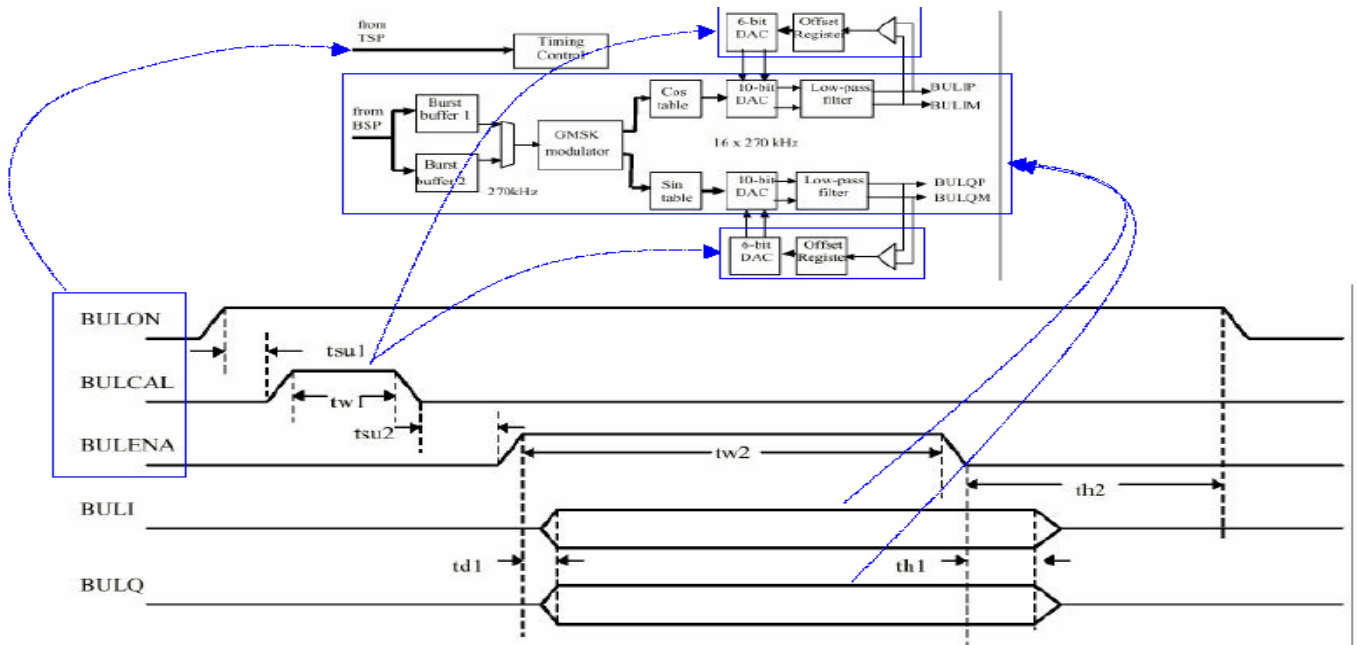 from
TSP
Timing
Control
6-bit
DAC
Offset
Register
from
BSP
Burst
buffer 1
Burst
buffer 2
270kHz
GMSK
modulator
Cos
table
Sin
table
10-bit
DAC
Low-pass
filter
BULIP
BULIM
16 x 270 kHz
10-bit
DAC
Low-pass
filter
BULQP
BULQM
6-bit
DAC
Offset
Register
BULON
tsu1
BULCAL
tw1
tsu2
BULENA
tw2
th2
BULI
td1
th1
BULQ